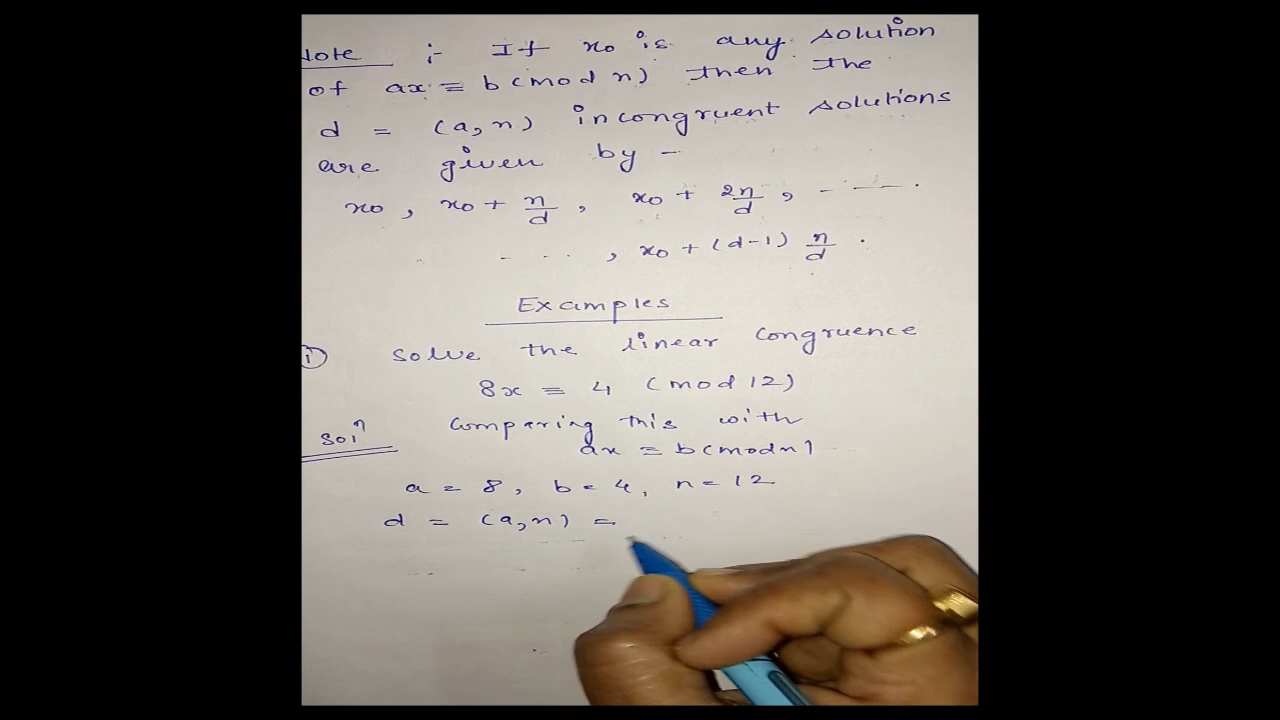 Note :- If x₀ is any solution
of ax ≡ b (mod n) then the
d = (a, n) incongruent solutions
are given by –
x₀, x₀ + n/d, x₀ + 2n/d, - — .
- - - , x₀ + (d-1) n/d .
Examples
① Solve the linear congruence
8x ≡ 4 (mod 12)
Solⁿ Comparing this with
ax ≡ b (mod n)
a = 8, b = 4, n = 12
d = (a, n) =